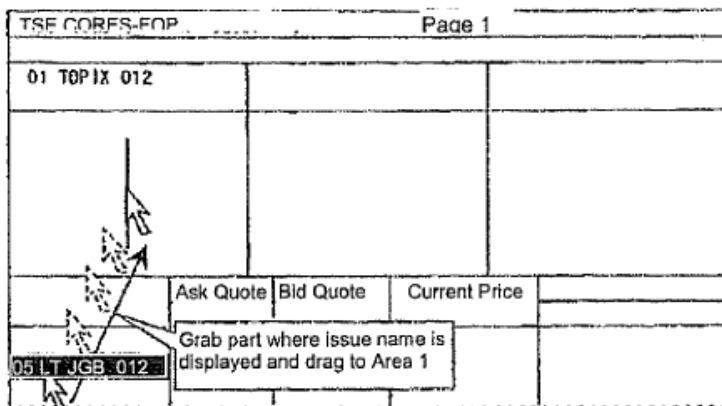 TSE CORES-FOP Page 1
01 TOPIX 012
Ask Quote Bid Quote Current Price
Grab part where issue name is
displayed and drag to Area 1
05 LT JGB 012